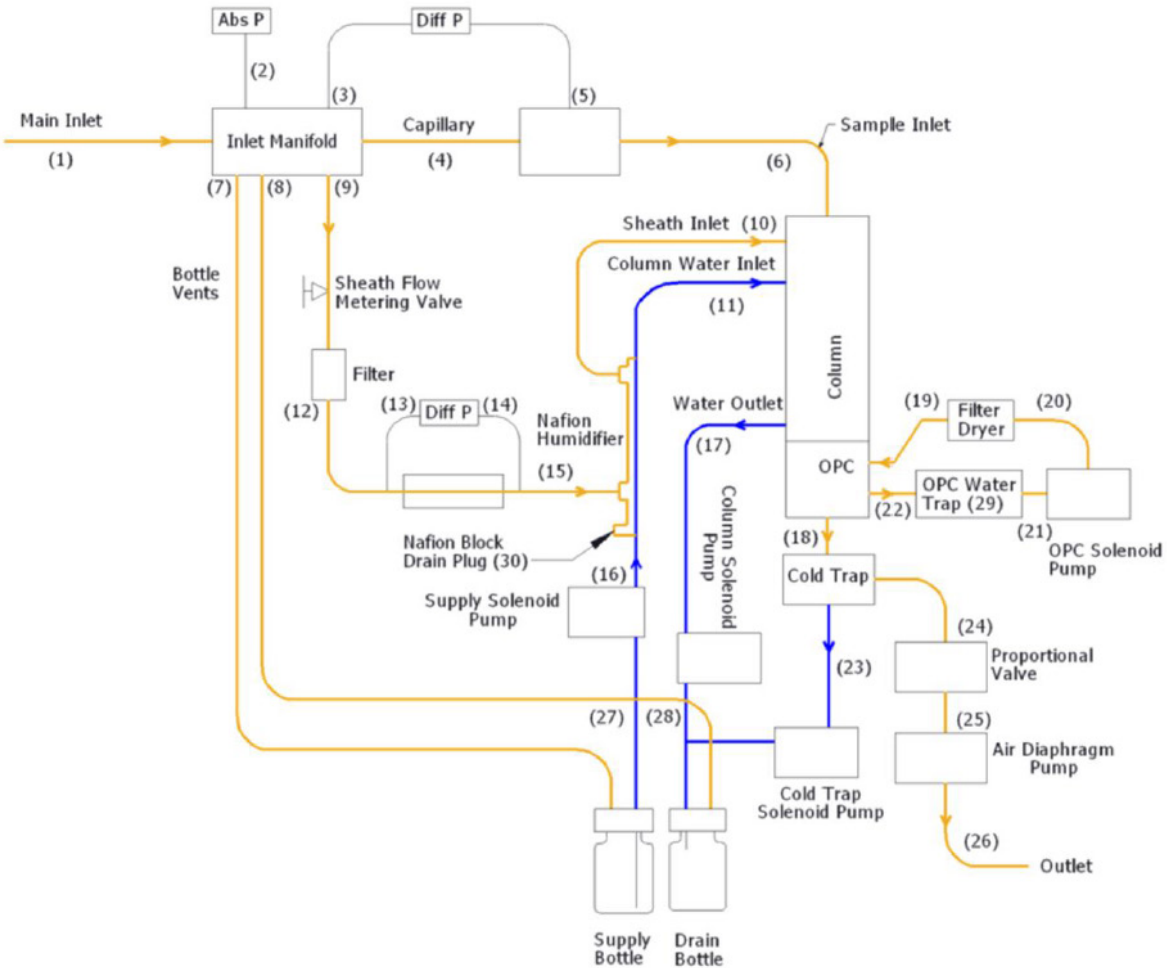 Abs P
Diff P
(2)
(3)
(5)
Main Inlet
Capillary
Sample Inlet
Inlet Manifold
(1)
(4)
(6)
(7)
(8)
(9)
Sheath Inlet
(10)
Column Water Inlet
Bottle
Vents
Sheath Flow
Metering Valve
(11)
Column
Filter
(12)
(13)
Diff P
(14)
Nafion
Humidifier
Water Outlet
(19)
Filter
Dryer
(20)
(17)
OPC
(15)
OPC Water
Trap (29)
(22)
(21)
Nafion Block
Drain Plug (30)
Column Solenoid
Pump
(18)
OPC Solenoid
Pump
(16)
Cold Trap
Supply Solenoid
Pump
(24)
(23)
Proportional
Valve
(27)
(28)
(25)
Air Diaphragm
Pump
Cold Trap
Solenoid Pump
(26)
Outlet
Supply
Bottle
Drain
Bottle